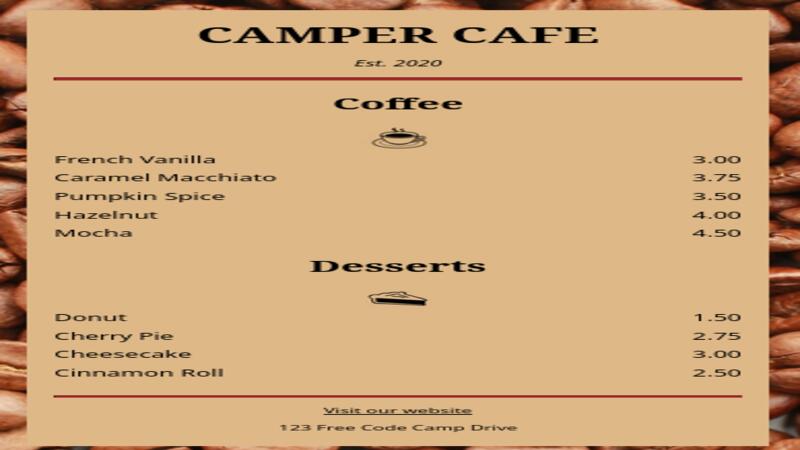 CAMPER CAFE
Est. 2020
Coffee
French Vanilla 3.00
Caramel Macchiato 3.75
Pumpkin Spice 3.50
Hazelnut 4.00
Mocha 4.50
Desserts
Donut 1.50
Cherry Pie 2.75
Cheesecake 3.00
Cinnamon Roll 2.50
Visit our website
123 Free Code Camp Drive